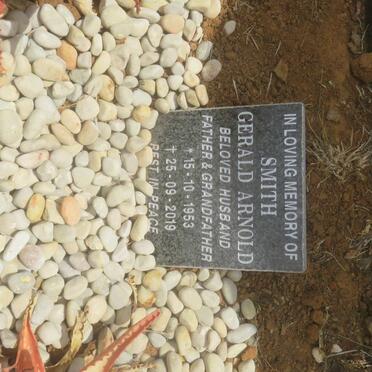 IN LOVING MEMORY OF
SMITH
GERALD ARNOLD
BELOVED HUSBAND
FATHER & GRANDFATHER
* 15 - 10 - 1953
† 25 - 09 - 2019
REST IN PEACE